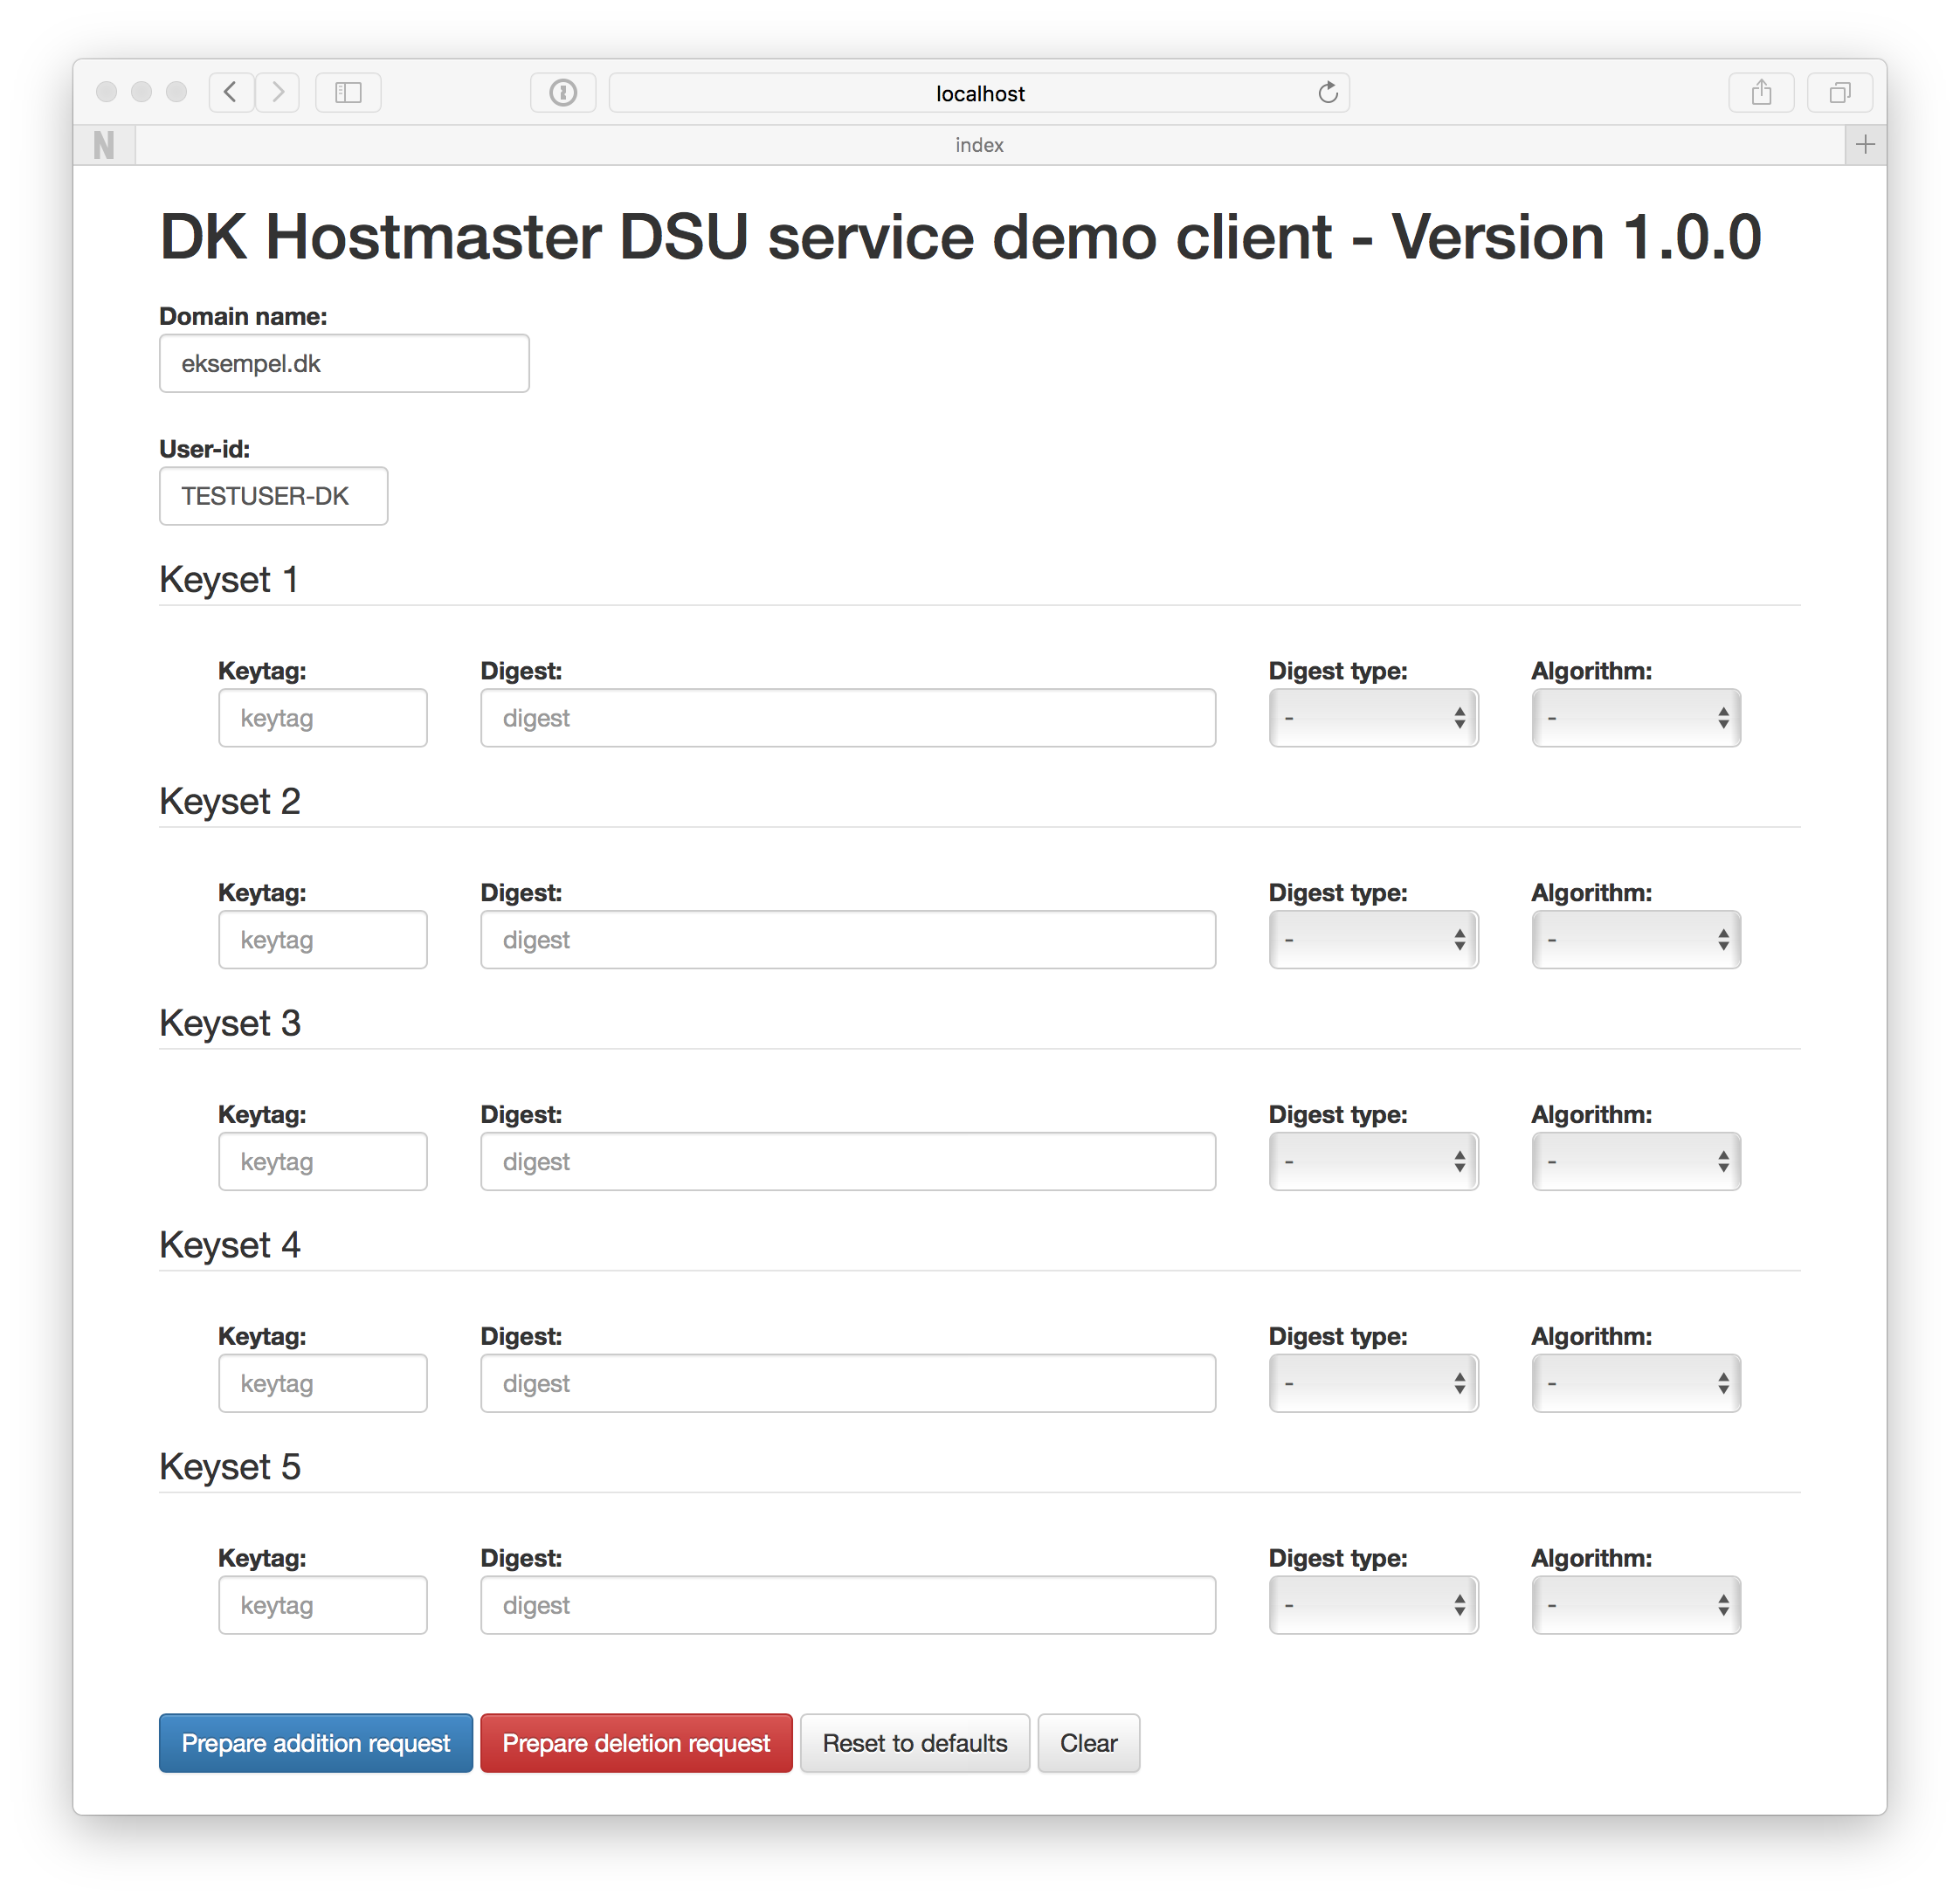 localhost
N
index
DK Hostmaster DSU service demo client - Version 1.0.0
Domain name:
eksempel.dk
User-id:
TESTUSER-DK
Keyset 1
Keytag: Digest: Digest type: Algorithm:
keytag digest - -
Keyset 2
Keytag: Digest: Digest type: Algorithm:
keytag digest - -
Keyset 3
Keytag: Digest: Digest type: Algorithm:
keytag digest - -
Keyset 4
Keytag: Digest: Digest type: Algorithm:
keytag digest - -
Keyset 5
Keytag: Digest: Digest type: Algorithm:
keytag digest - -
Prepare addition request Prepare deletion request Reset to defaults Clear